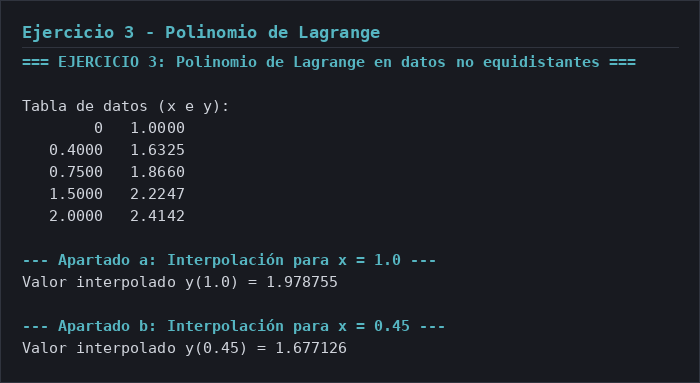 Ejercicio 3 - Polinomio de Lagrange
=== EJERCICIO 3: Polinomio de Lagrange en datos no equidistantes ===
Tabla de datos (x e y):
0   1.0000
0.4000   1.6325
0.7500   1.8660
1.5000   2.2247
2.0000   2.4142
--- Apartado a: Interpolación para x = 1.0 ---
Valor interpolado y(1.0) = 1.978755
--- Apartado b: Interpolación para x = 0.45 ---
Valor interpolado y(0.45) = 1.677126